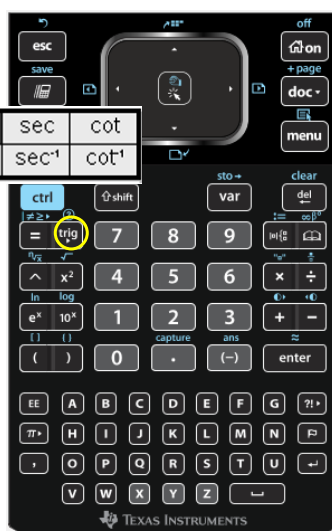 off
esc
on
save
+ page
doc
menu
sec cot
sec⁻¹ cot⁻¹
sto→ clear
ctrl ⇧shift var del
|≠≥▸ ? := ∞β°
= trig 7 8 9
ⁿ√x √ "□" ÷
^ x² 4 5 6 × ÷
ln log
eˣ 10ˣ 1 2 3 + −
[ ] { } capture ans ≈
( ) 0 . (−) enter
EE A B C D E F G ?!▸
π▸ H I J K L M N
, O P Q R S T U ↵
V W X Y Z
TEXAS INSTRUMENTS